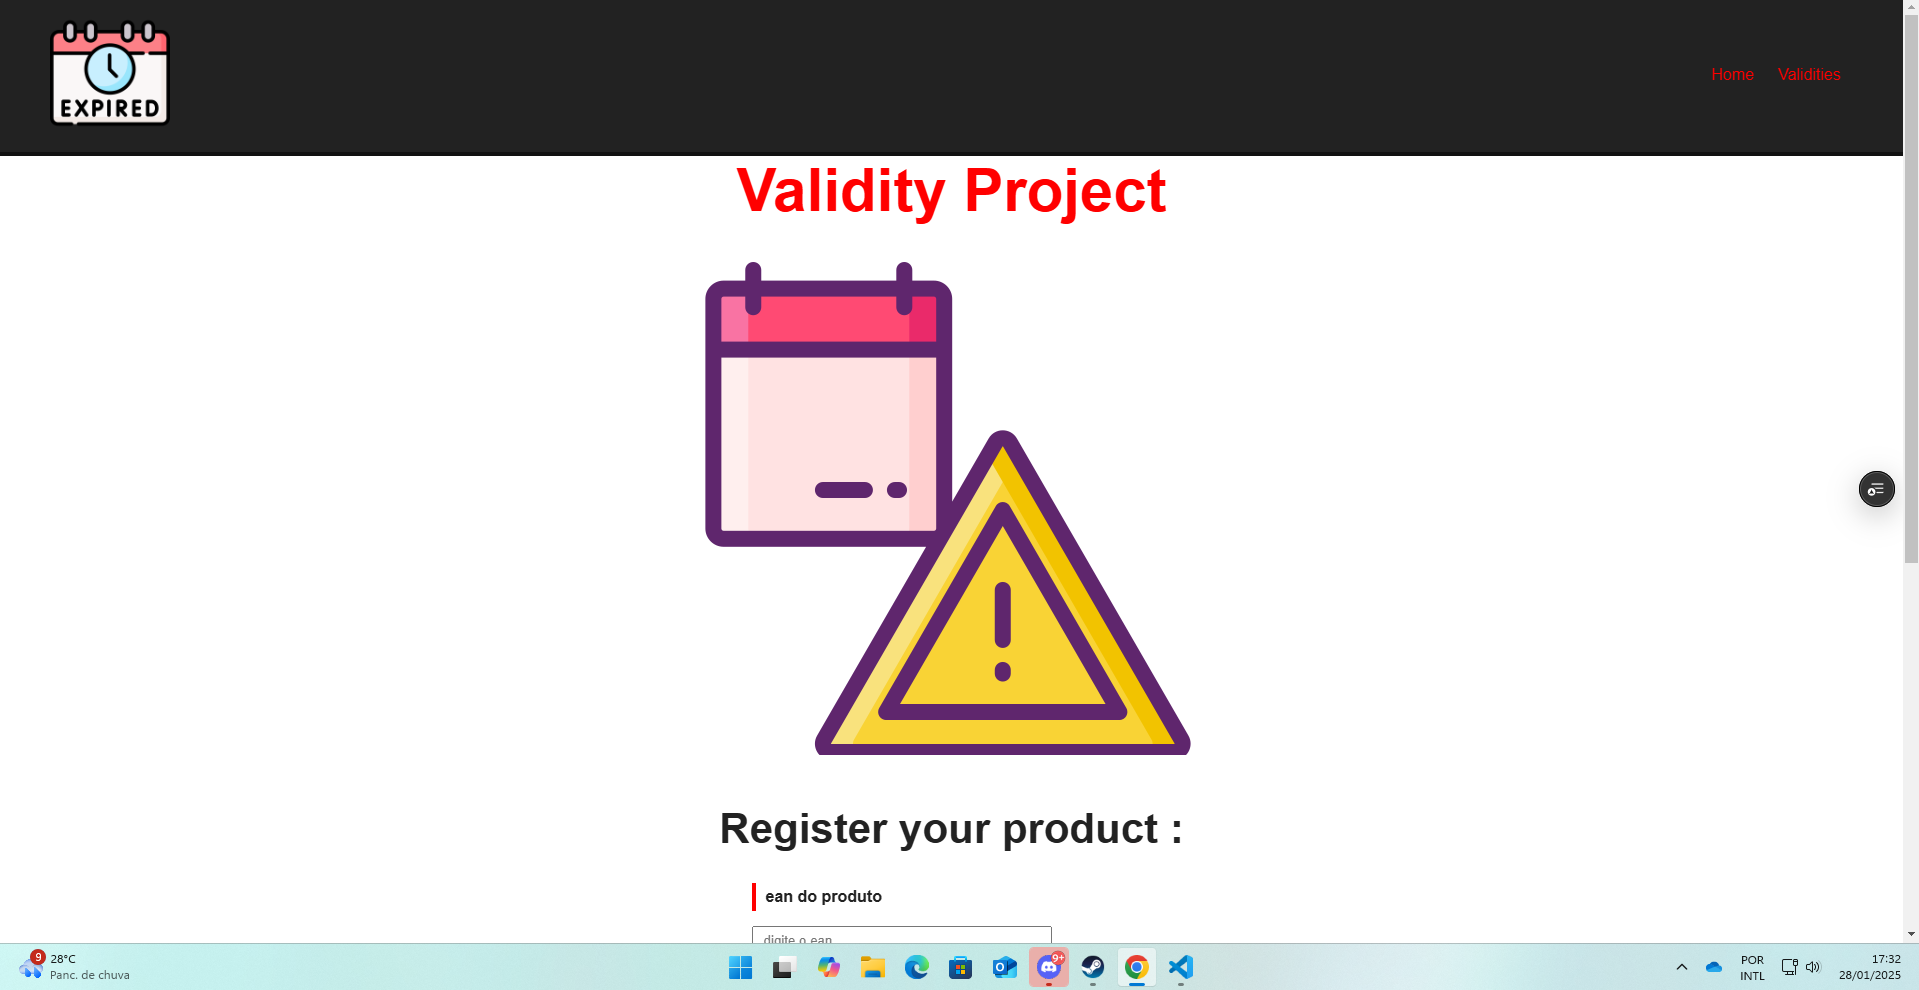 EXPIRED
Home Validities
Validity Project
Register your product :
ean do produto
digite o ean
9
28°C
Panc. de chuva
9+
POR
INTL
17:32
28/01/2025